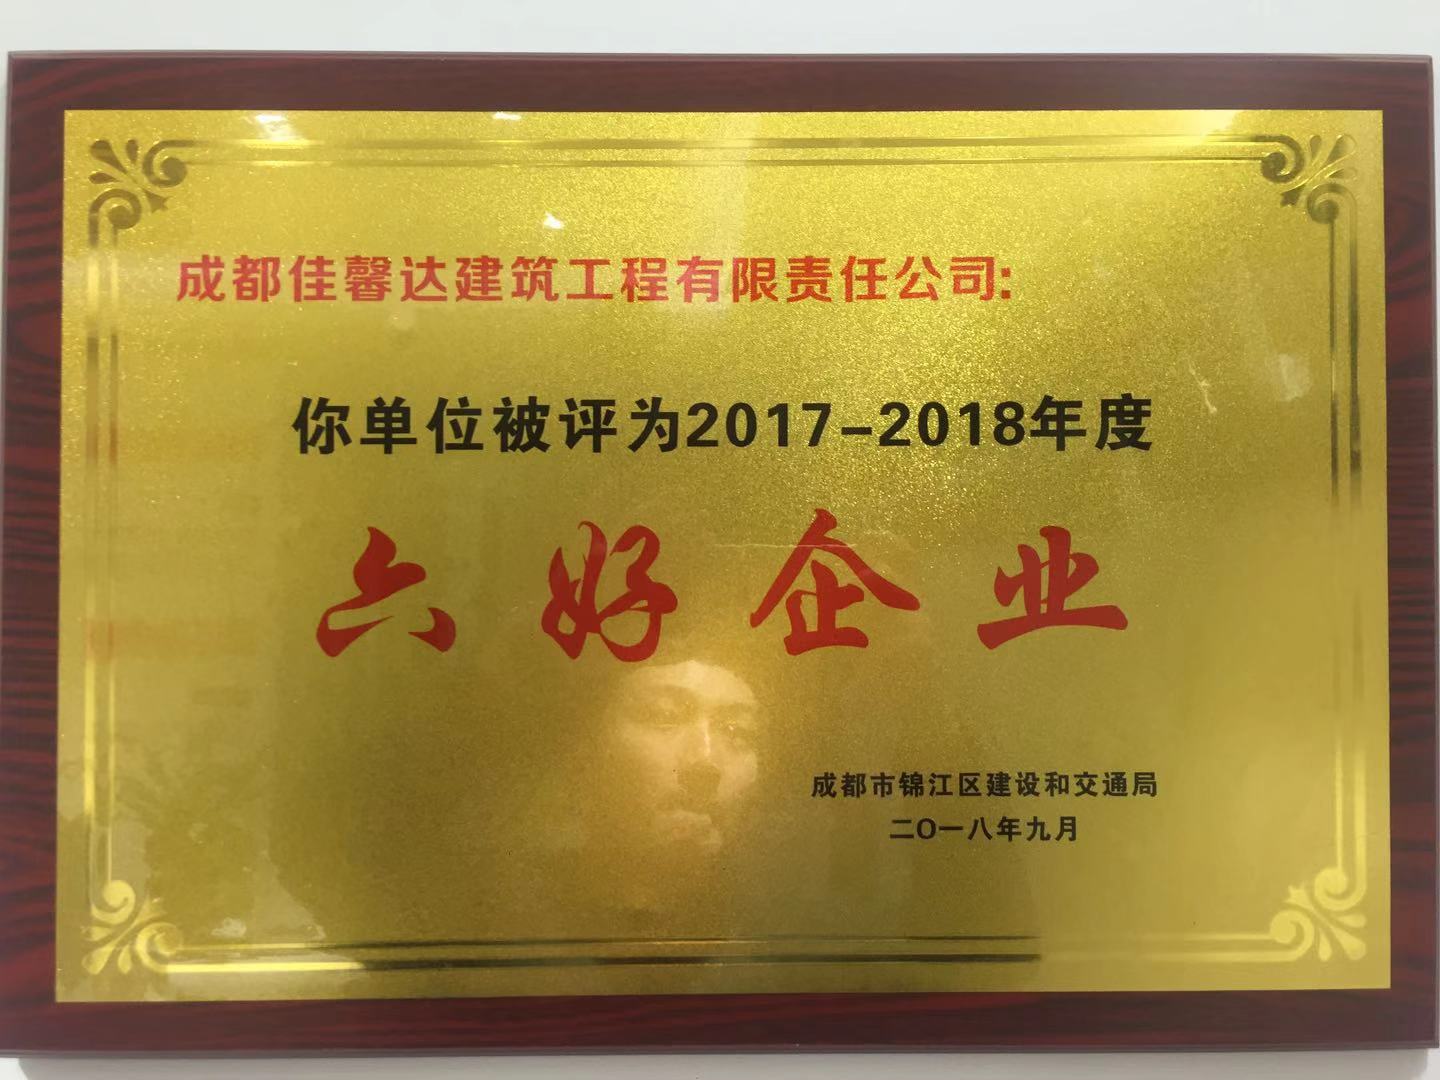 成都佳馨达建筑工程有限责任公司:
你单位被评为2017-2018年度
六好企业
成都市锦江区建设和交通局
二〇一八年九月